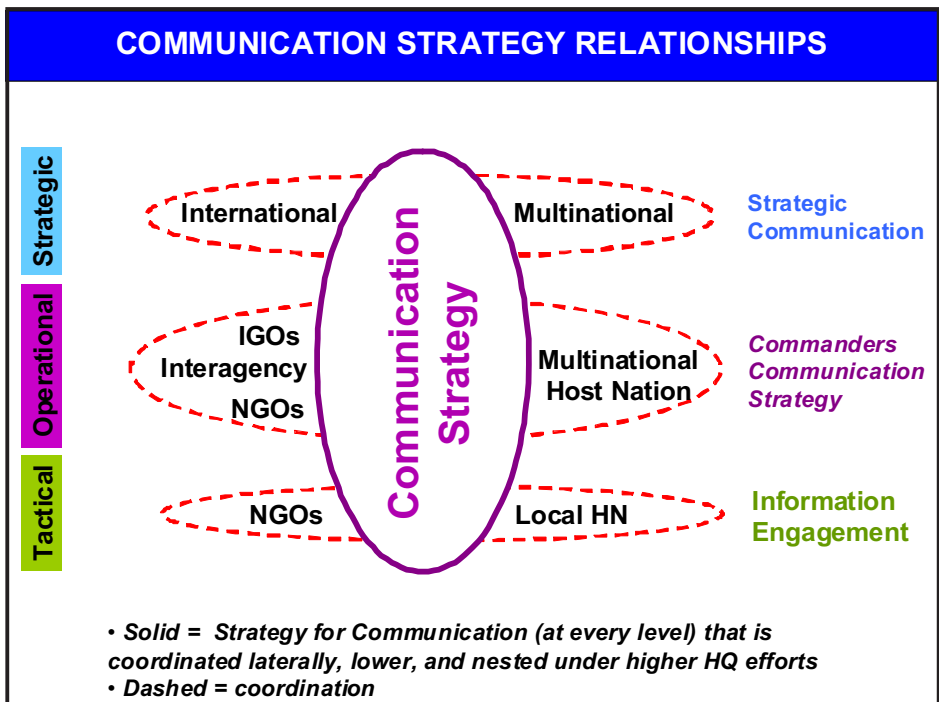 COMMUNICATION STRATEGY RELATIONSHIPS
Strategic
International
Multinational
Strategic
Communication
Communication
Strategy
Operational
IGOs
Interagency
NGOs
Multinational
Host Nation
Commanders
Communication
Strategy
Tactical
NGOs
Local HN
Information
Engagement
• Solid = Strategy for Communication (at every level) that is
coordinated laterally, lower, and nested under higher HQ efforts
• Dashed = coordination